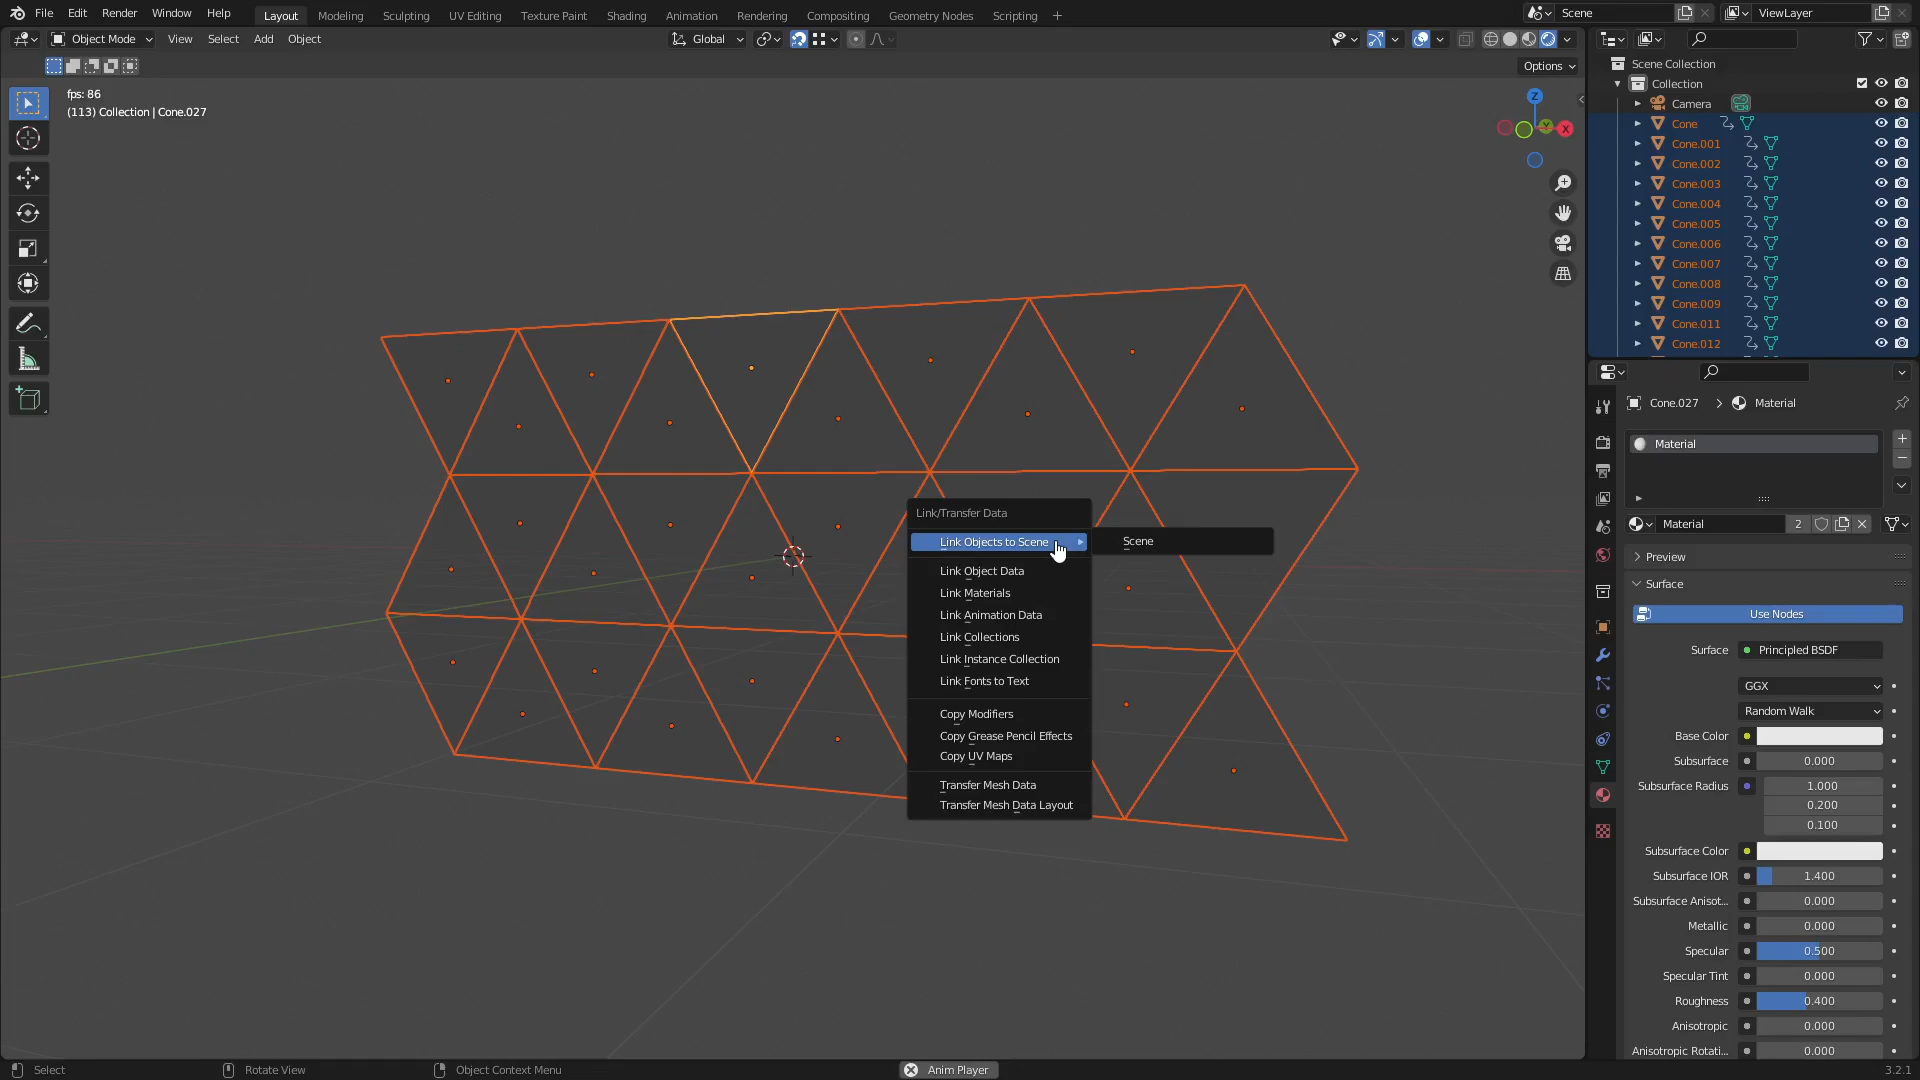 File Edit Render Window Help Layout Modeling Sculpting UV Editing Texture Paint Shading Animation Rendering Compositing Geometry Nodes Scripting + Scene ViewLayer
Object Mode View Select Add Object Global
Options
fps: 86
(113) Collection | Cone.027
Z
Y
X
Scene Collection
Collection
Camera
Cone
Cone.001
Cone.002
Cone.003
Cone.004
Cone.005
Cone.006
Cone.007
Cone.008
Cone.009
Cone.011
Cone.012
Link/Transfer Data
Link Objects to Scene
Scene
Link Object Data
Link Materials
Link Animation Data
Link Collections
Link Instance Collection
Link Fonts to Text
Copy Modifiers
Copy Grease Pencil Effects
Copy UV Maps
Transfer Mesh Data
Transfer Mesh Data Layout
Cone.027 > Material
Material
Material 2
Preview
Surface
Use Nodes
Surface Principled BSDF
GGX
Random Walk
Base Color
Subsurface 0.000
Subsurface Radius 1.000
0.200
0.100
Subsurface Color
Subsurface IOR 1.400
Subsurface Anisot... 0.000
Metallic 0.000
Specular 0.500
Specular Tint 0.000
Roughness 0.400
Anisotropic 0.000
Anisotropic Rotati... 0.000
Select Rotate View Object Context Menu Anim Player 3.2.1